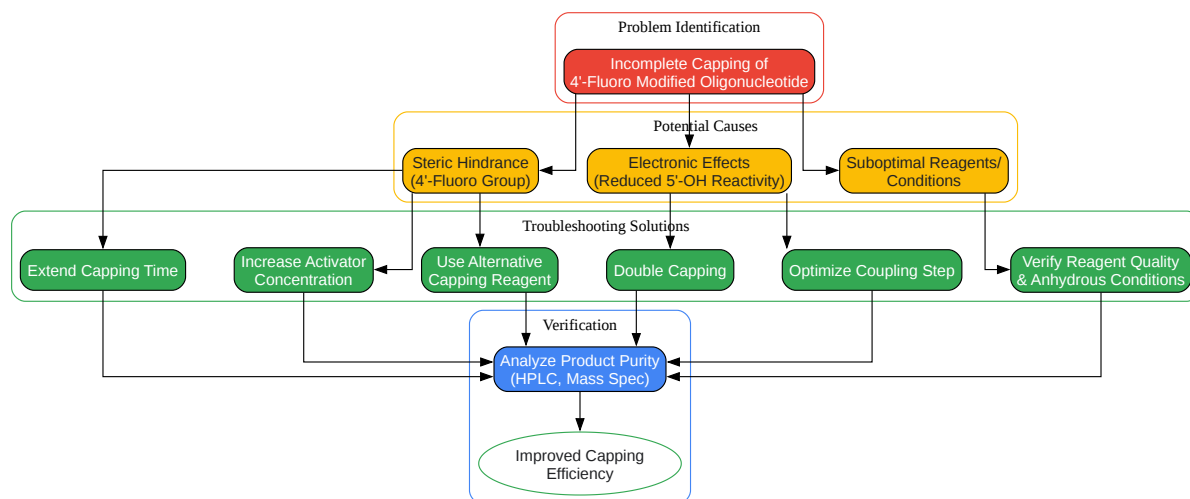 Problem Identification
Incomplete Capping of
4'-Fluoro Modified Oligonucleotide
Potential Causes
Steric Hindrance
(4'-Fluoro Group)
Electronic Effects
(Reduced 5'-OH Reactivity)
Suboptimal Reagents/
Conditions
Troubleshooting Solutions
Extend Capping Time
Increase Activator
Concentration
Use Alternative
Capping Reagent
Double Capping
Optimize Coupling Step
Verify Reagent Quality
& Anhydrous Conditions
Verification
Analyze Product Purity
(HPLC, Mass Spec)
Improved Capping
Efficiency